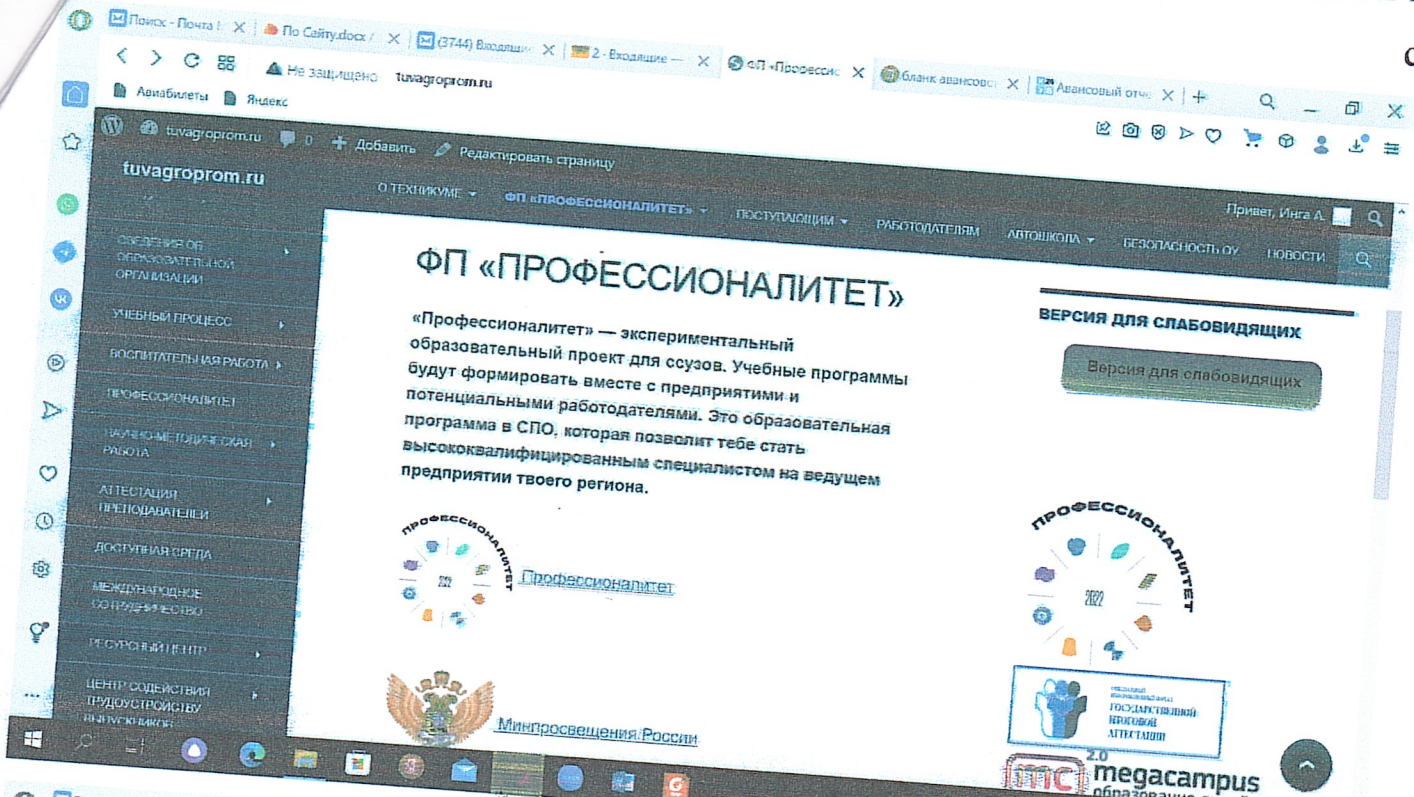 Поиск - Почта
По Сайту.docx /
(3744) Входящи
2 - Входящие —
ФП «Професси
бланк авансово
Авансовый отче
Не защищено tuvagroprom.ru
Авиабилеты Яндекс
tuvagroprom.ru 0 Добавить Редактировать страницу
Привет, Инга А.
tuvagroprom.ru
О ТЕХНИКУМЕ ФП «ПРОФЕССИОНАЛИТЕТ» ПОСТУПАЮЩИМ РАБОТОДАТЕЛЯМ АВТОШКОЛА БЕЗОПАСНОСТЬ ОУ НОВОСТИ
СВЕДЕНИЯ ОБ
ОБРАЗОВАТЕЛЬНОЙ
ОРГАНИЗАЦИИ
УЧЕБНЫЙ ПРОЦЕСС
ВОСПИТАТЕЛЬНАЯ РАБОТА
ПРОФЕССИОНАЛИТЕТ
НАУЧНО-МЕТОДИЧЕСКАЯ
РАБОТА
АТТЕСТАЦИЯ
ПРЕПОДАВАТЕЛЕЙ
ДОСТУПНАЯ СРЕДА
МЕЖДУНАРОДНОЕ
СОТРУДНИЧЕСТВО
РЕСУРСНЫЙ ЦЕНТР
ЦЕНТР СОДЕЙСТВИЯ
ТРУДОУСТРОЙСТВУ
ВЫПУСКНИКОВ
ФП «ПРОФЕССИОНАЛИТЕТ»
«Профессионалитет» — экспериментальный
образовательный проект для ссузов. Учебные программы
будут формировать вместе с предприятиями и
потенциальными работодателями. Это образовательная
программа в СПО, которая позволит тебе стать
высококвалифицированным специалистом на ведущем
предприятии твоего региона.
ПРОФЕССИОНАЛИТЕТ
Профессионалитет
Минпросвещения России
ВЕРСИЯ ДЛЯ СЛАБОВИДЯЩИХ
Версия для слабовидящих
ПРОФЕССИОНАЛИТЕТ
2022
ГОСУДАРСТВЕННОЙ
ИТОГОВОЙ
АТТЕСТАЦИИ
2.0
imc megacampus